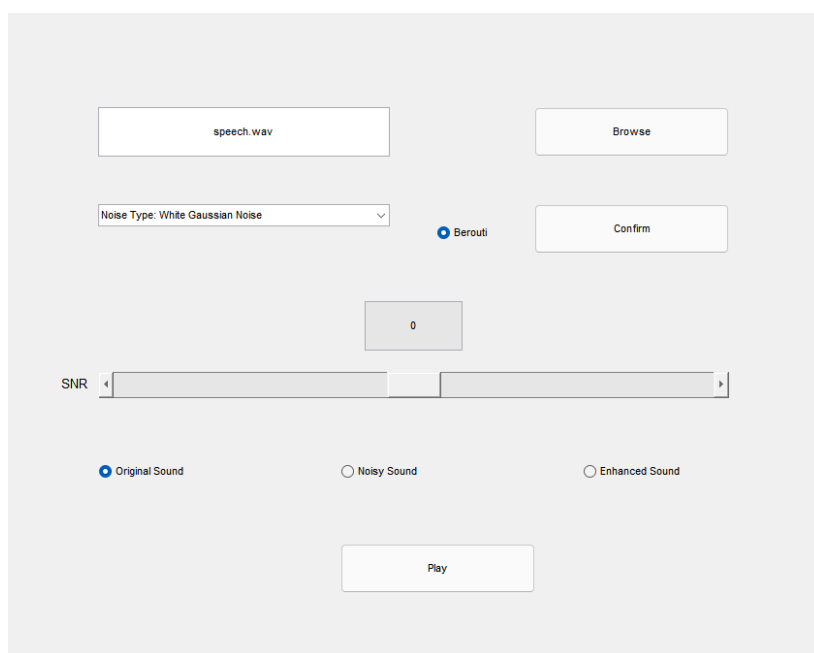 speech.wav
Browse
Noise Type: White Gaussian Noise
Berouti
Confirm
0
SNR
Original Sound
Noisy Sound
Enhanced Sound
Play